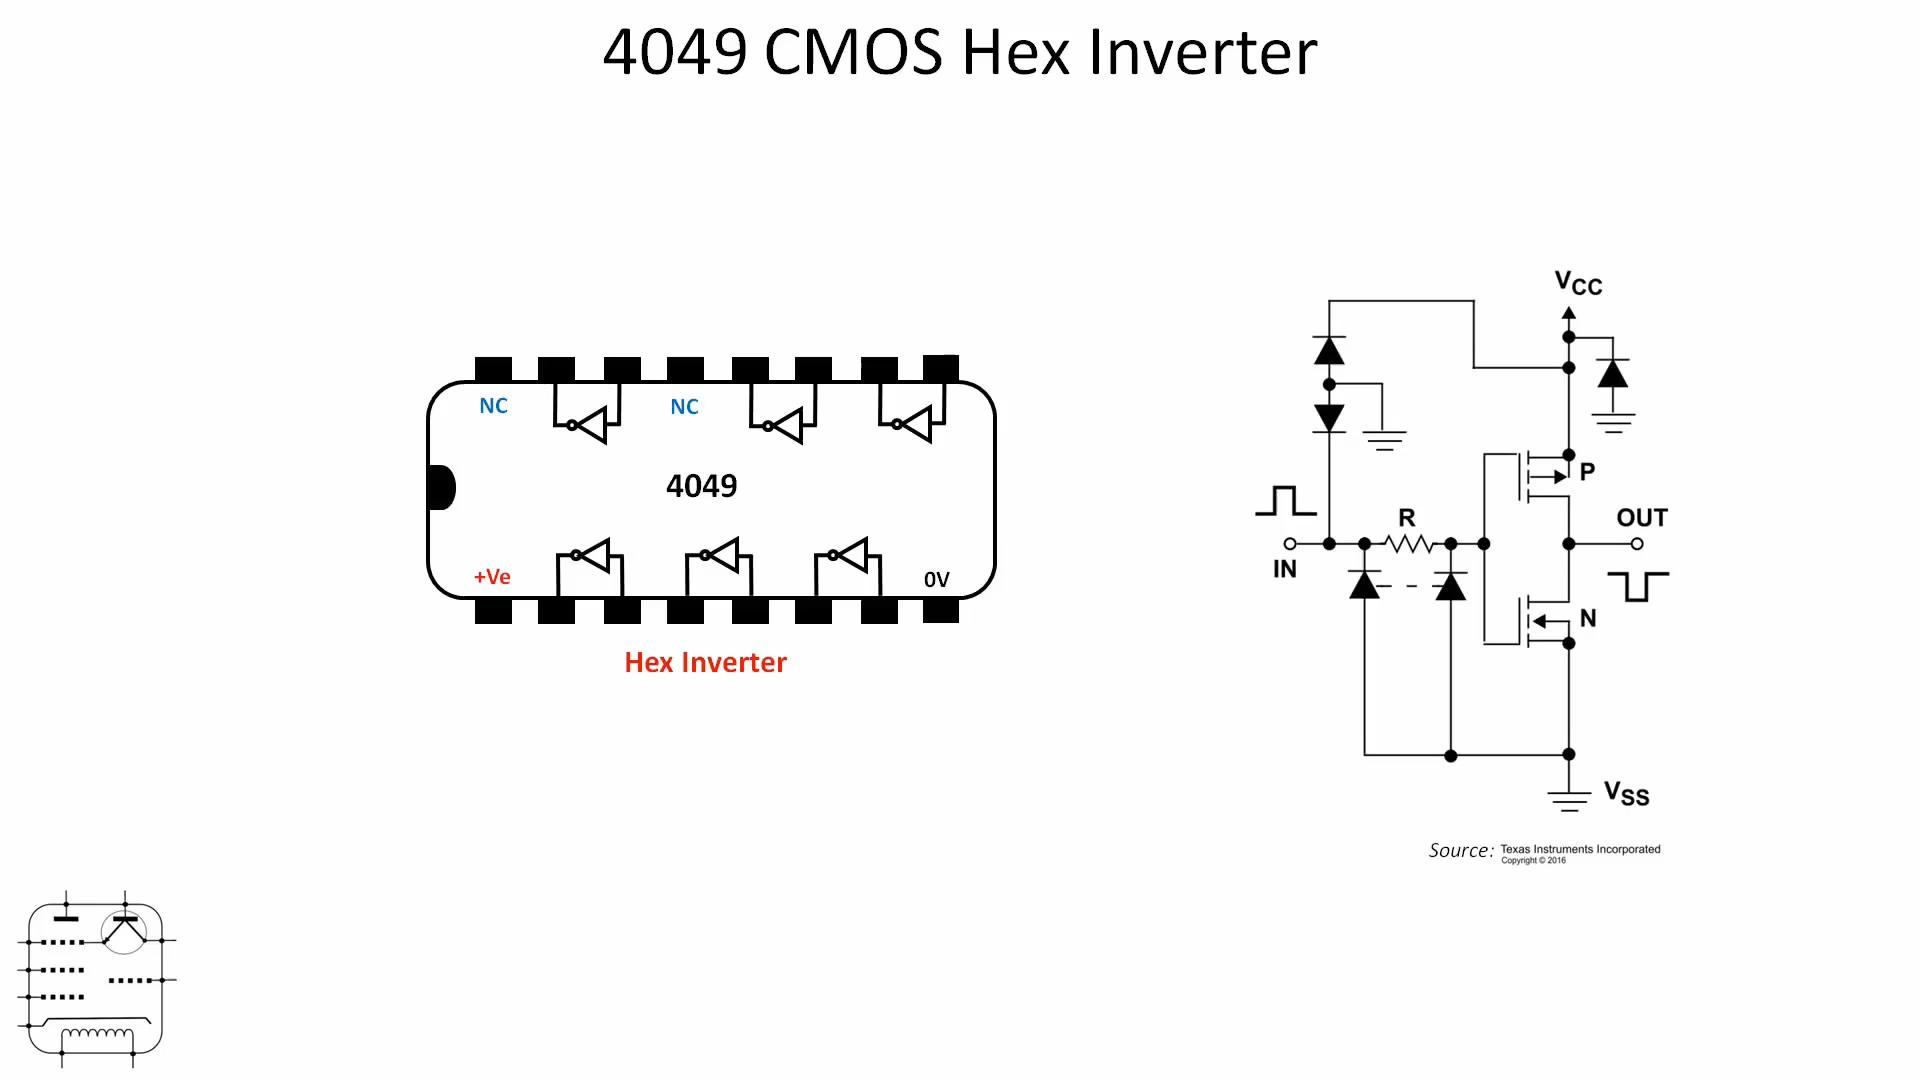 4049 CMOS Hex Inverter
NC
NC
4049
+Ve
0V
Hex Inverter
VCC
P
R
OUT
IN
N
VSS
Source: Texas Instruments Incorporated
Copyright © 2016